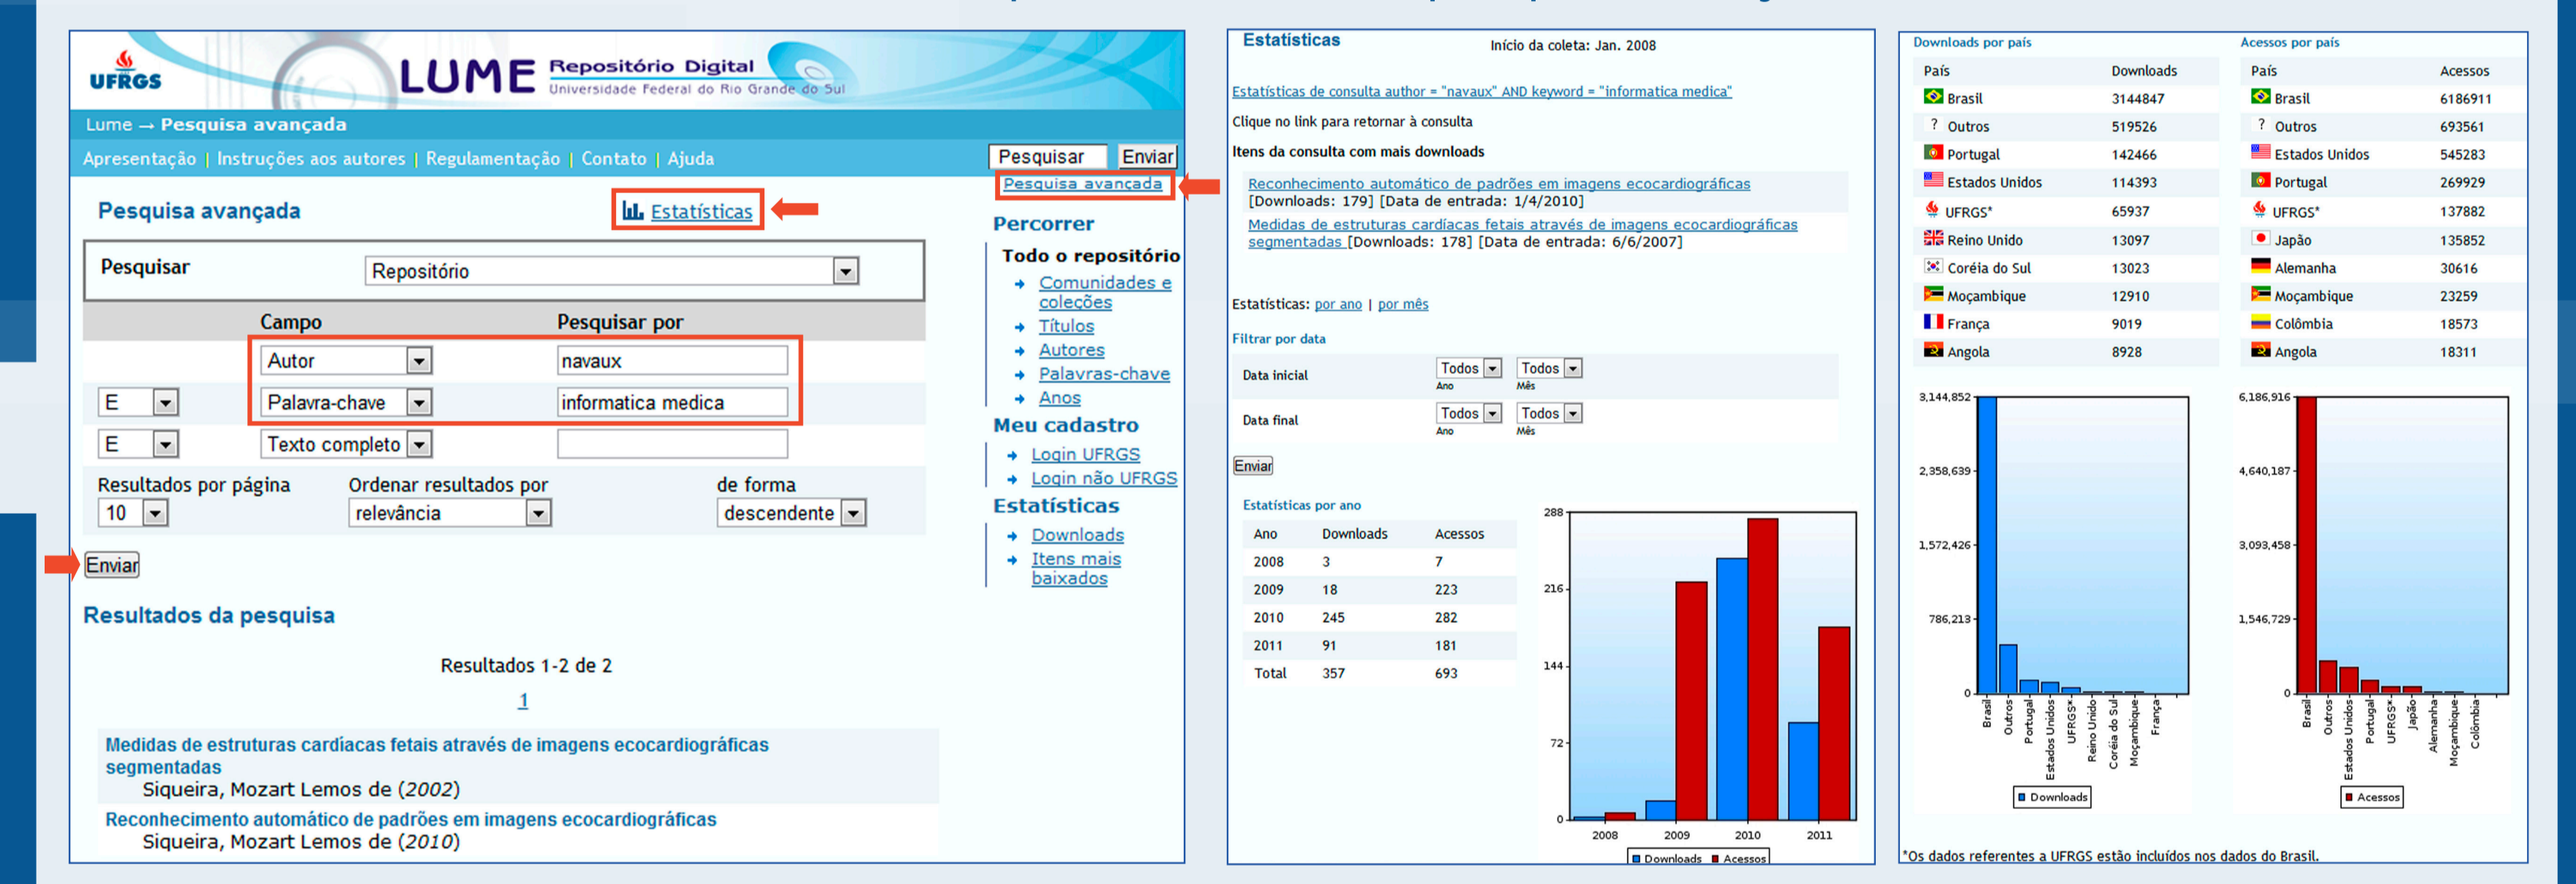 UFRGS
LUME Repositório Digital
Universidade Federal do Rio Grande do Sul
Lume → Pesquisa avançada
Apresentação | Instruções aos autores | Regulamentação | Contato | Ajuda
Pesquisar Enviar
Pesquisa avançada
Pesquisa avançada
Estatísticas
Pesquisar Repositório
Campo Pesquisar por
Autor navaux
E Palavra-chave informatica medica
E Texto completo
Resultados por página Ordenar resultados por de forma
10 relevância descendente
Enviar
Resultados da pesquisa
Resultados 1-2 de 2
1
Medidas de estruturas cardíacas fetais através de imagens ecocardiográficas
segmentadas
Siqueira, Mozart Lemos de (2002)
Reconhecimento automático de padrões em imagens ecocardiográficas
Siqueira, Mozart Lemos de (2010)
Percorrer
Todo o repositório
Comunidades e
coleções
Títulos
Autores
Palavras-chave
Anos
Meu cadastro
Login UFRGS
Login não UFRGS
Estatísticas
Downloads
Itens mais
baixados
Estatísticas
Início da coleta: Jan. 2008
Estatísticas de consulta author = "navaux" AND keyword = "informatica medica"
Clique no link para retornar à consulta
Itens da consulta com mais downloads
Reconhecimento automático de padrões em imagens ecocardiográficas
[Downloads: 179] [Data de entrada: 1/4/2010]
Medidas de estruturas cardíacas fetais através de imagens ecocardiográficas
segmentadas [Downloads: 178] [Data de entrada: 6/6/2007]
Estatísticas: por ano | por mês
Filtrar por data
Data inicial Todos Todos
Ano Mês
Data final Todos Todos
Ano Mês
Enviar
Estatísticas por ano
Ano Downloads Acessos
2008 3 7
2009 18 223
2010 245 282
2011 91 181
Total 357 693
288
216
144
72
0
2008 2009 2010 2011
Downloads Acessos
Downloads por país
País Downloads
Brasil 3144847
? Outros 519526
Portugal 142466
Estados Unidos 114393
UFRGS* 65937
Reino Unido 13097
Coréia do Sul 13023
Moçambique 12910
França 9019
Angola 8928
3,144,852
2,358,639
1,572,426
786,213
0
Brasil
Outros
Portugal
Estados Unidos
UFRGS*
Reino Unido
Coréia do Sul
Moçambique
França
Downloads
Acessos por país
País Acessos
Brasil 6186911
? Outros 693561
Estados Unidos 545283
Portugal 269929
UFRGS* 137882
Japão 135852
Alemanha 30616
Moçambique 23259
Colômbia 18573
Angola 18311
6,186,916
4,640,187
3,093,458
1,546,729
0
Brasil
Outros
Estados Unidos
Portugal
UFRGS*
Japão
Alemanha
Moçambique
Colômbia
Acessos
*Os dados referentes a UFRGS estão incluídos nos dados do Brasil.